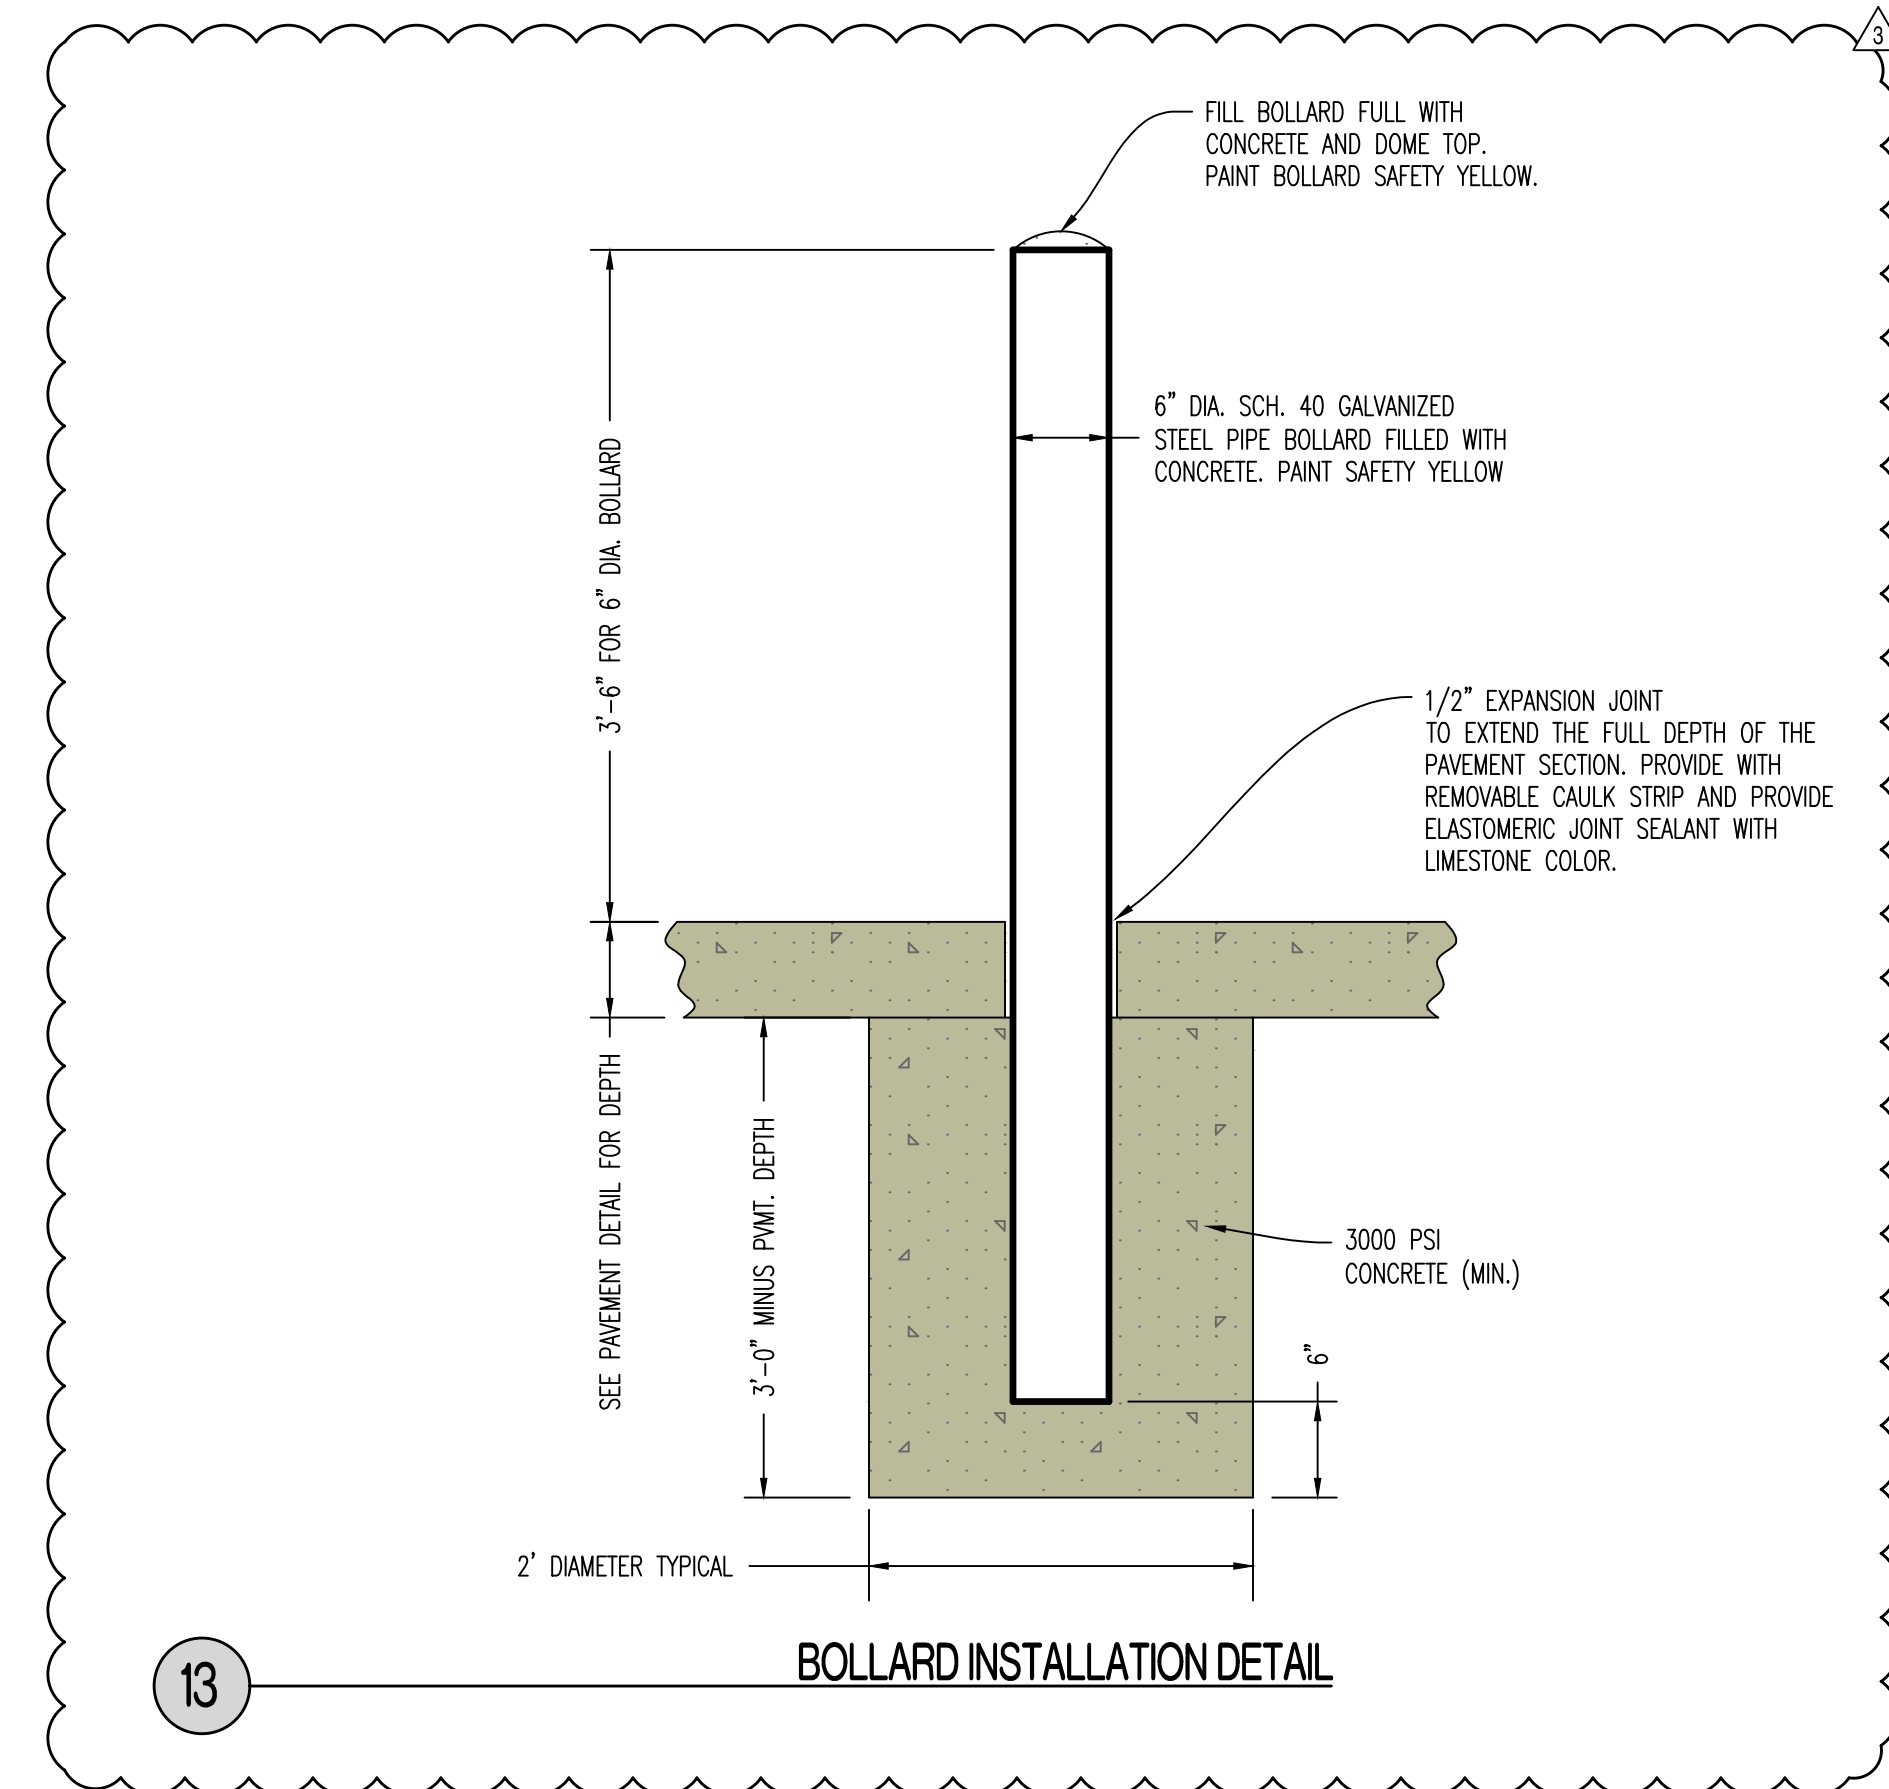 3
FILL BOLLARD FULL WITH
CONCRETE AND DOME TOP.
PAINT BOLLARD SAFETY YELLOW.
3'-6" FOR 6" DIA. BOLLARD
6" DIA. SCH. 40 GALVANIZED
STEEL PIPE BOLLARD FILLED WITH
CONCRETE. PAINT SAFETY YELLOW
1/2" EXPANSION JOINT
TO EXTEND THE FULL DEPTH OF THE
PAVEMENT SECTION. PROVIDE WITH
REMOVABLE CAULK STRIP AND PROVIDE
ELASTOMERIC JOINT SEALANT WITH
LIMESTONE COLOR.
SEE PAVEMENT DETAIL FOR DEPTH
3'-0" MINUS PVMT. DEPTH
3000 PSI
CONCRETE (MIN.)
6"
2' DIAMETER TYPICAL
13
BOLLARD INSTALLATION DETAIL